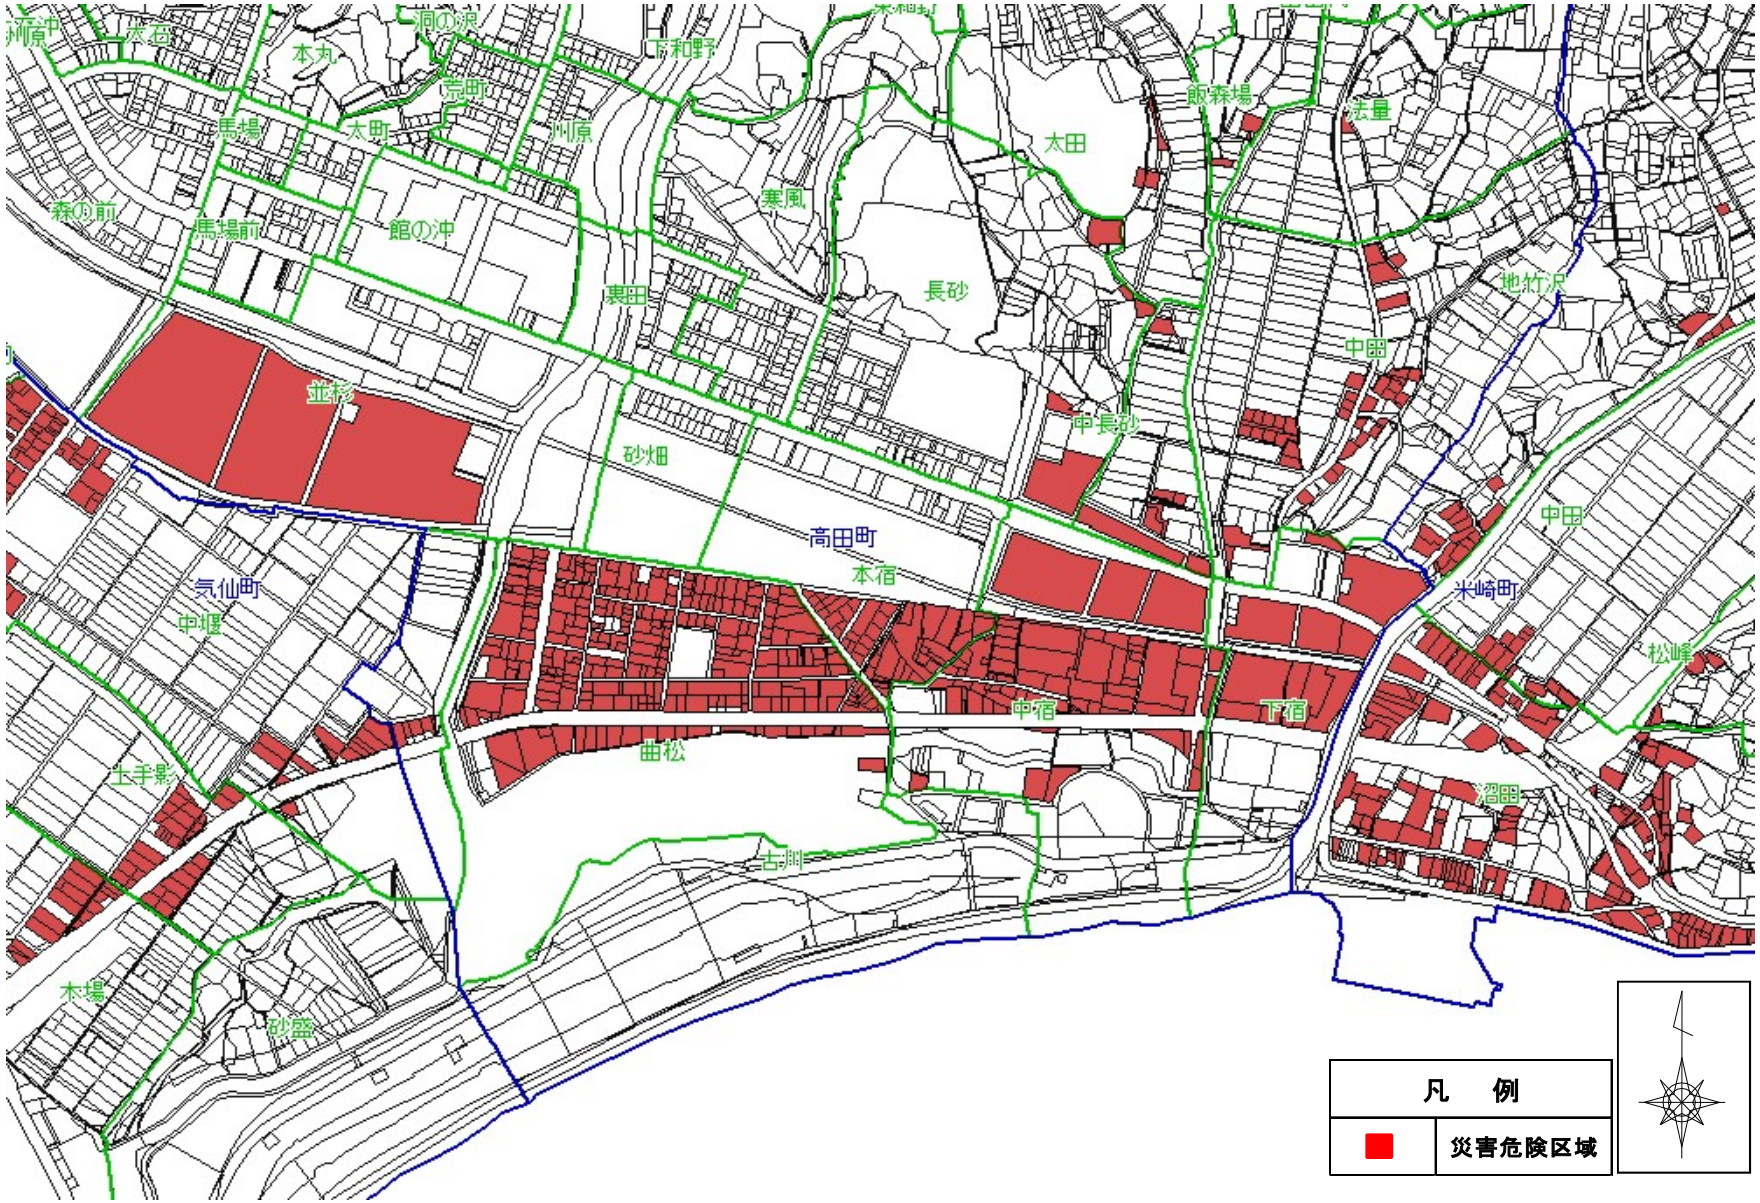 大石
洞の沢
本丸
下和野
荒町
飯森場
法量
馬場
太町
川原
太田
寒風
森の前
馬場前
館の沖
裏田
長砂
地竹沢
中田
並杉
砂畑
中長砂
中田
高田町
本宿
気仙町
中堰
米崎町
松峰
曲松
中宿
下宿
土手影
沼田
古川
木場
砂盛
凡 例
災害危険区域